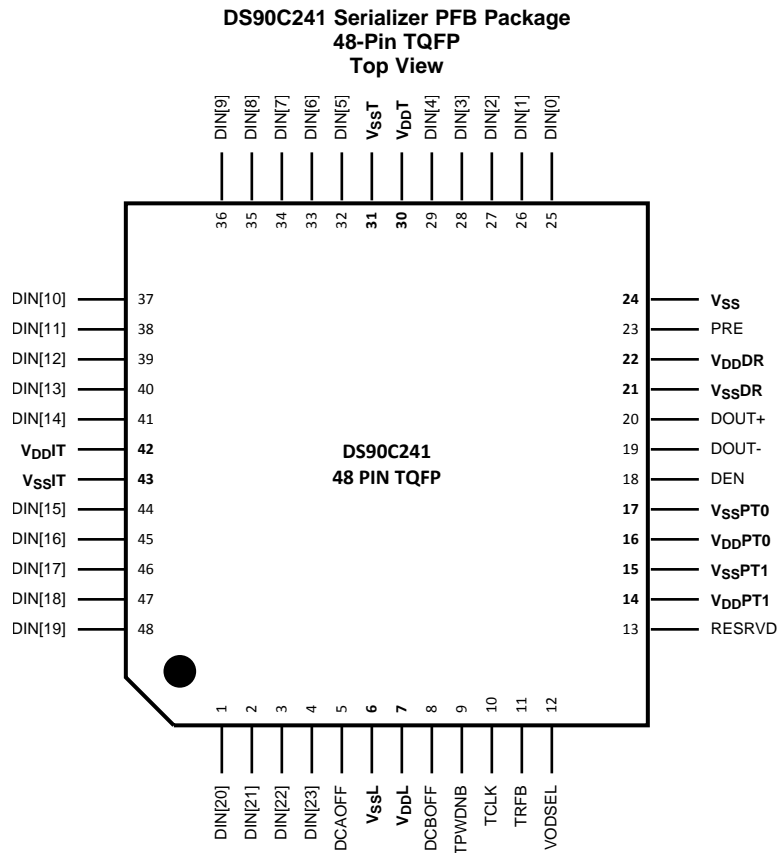 DS90C241 Serializer PFB Package
48-Pin TQFP
Top View
DIN[9]
DIN[8]
DIN[7]
DIN[6]
DIN[5]
VSST
VDDT
DIN[4]
DIN[3]
DIN[2]
DIN[1]
DIN[0]
36
35
34
33
32
31
30
29
28
27
26
25
DIN[10] 37
DIN[11] 38
DIN[12] 39
DIN[13] 40
DIN[14] 41
VDDIT 42
VSSIT 43
DIN[15] 44
DIN[16] 45
DIN[17] 46
DIN[18] 47
DIN[19] 48
DS90C241
48 PIN TQFP
24 VSS
23 PRE
22 VDDDR
21 VSSDR
20 DOUT+
19 DOUT-
18 DEN
17 VSSPT0
16 VDDPT0
15 VSSPT1
14 VDDPT1
13 RESRVD
1
2
3
4
5
6
7
8
9
10
11
12
DIN[20]
DIN[21]
DIN[22]
DIN[23]
DCAOFF
VSSL
VDDL
DCBOFF
TPWDNB
TCLK
TRFB
VODSEL